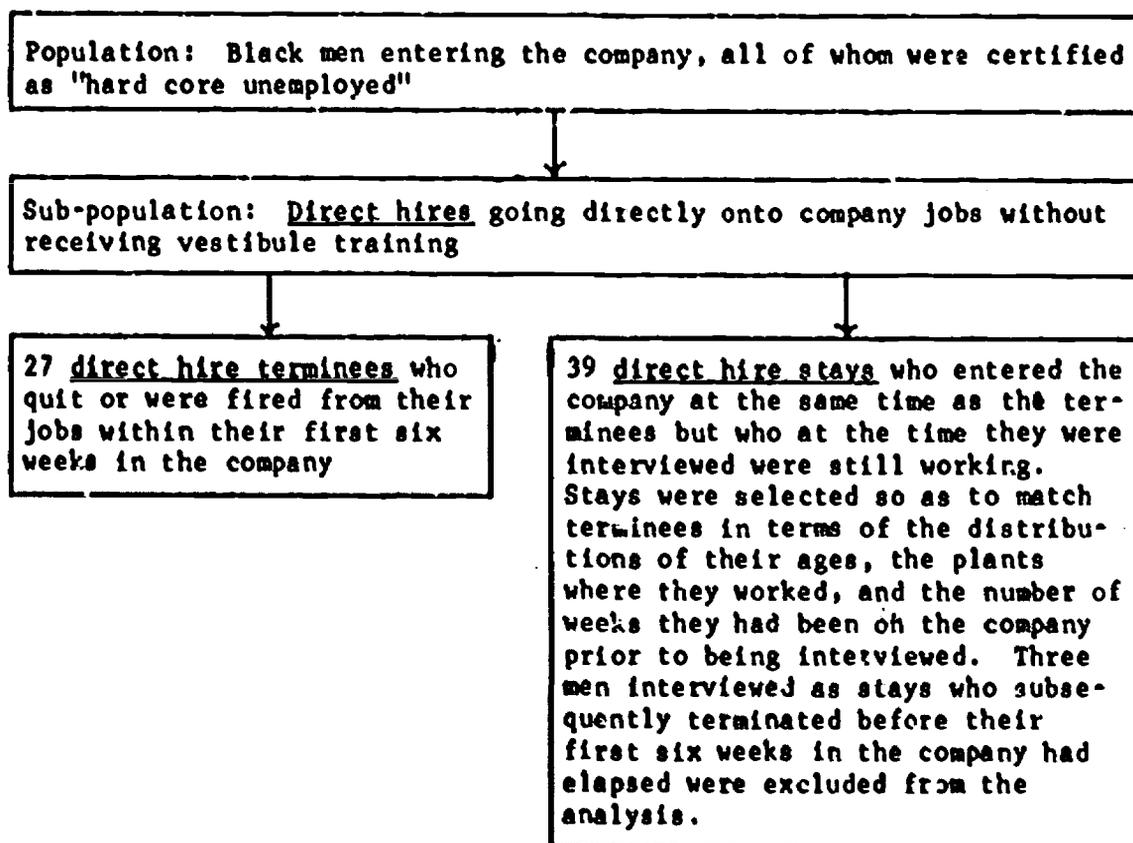 Population: Black men entering the company, all of whom were certified
as "hard core unemployed"
Sub-population: Direct hires going directly onto company jobs without
receiving vestibule training
27 direct hire terminees who
quit or were fired from their
jobs within their first six
weeks in the company
39 direct hire stays who entered the
company at the same time as the ter-
minees but who at the time they were
interviewed were still working.
Stays were selected so as to match
terminees in terms of the distribu-
tions of their ages, the plants
where they worked, and the number of
weeks they had been oh the company
prior to being interviewed. Three
men interviewed as stays who subse-
quently terminated before their
first six weeks in the company had
elapsed were excluded from the
analysis.